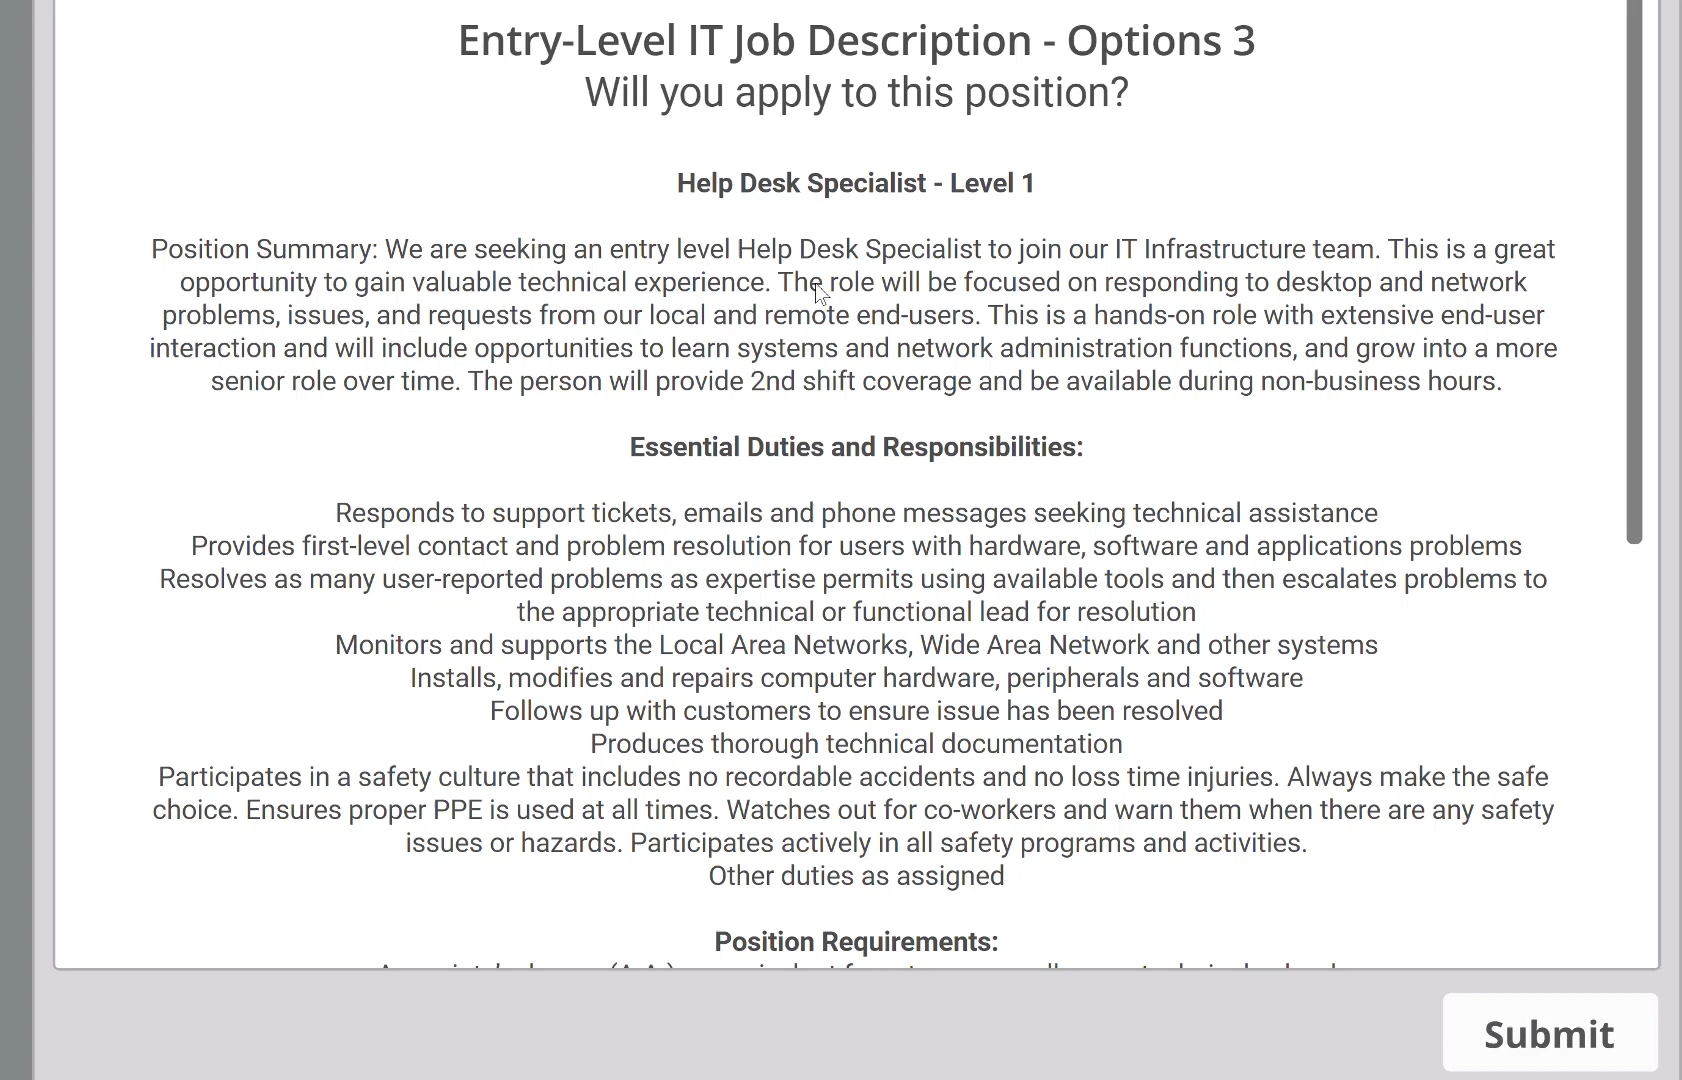 Entry-Level IT Job Description - Options 3
Will you apply to this position?
Help Desk Specialist - Level 1
Position Summary: We are seeking an entry level Help Desk Specialist to join our IT Infrastructure team. This is a great
opportunity to gain valuable technical experience. The role will be focused on responding to desktop and network
problems, issues, and requests from our local and remote end-users. This is a hands-on role with extensive end-user
interaction and will include opportunities to learn systems and network administration functions, and grow into a more
senior role over time. The person will provide 2nd shift coverage and be available during non-business hours.
Essential Duties and Responsibilities:
Responds to support tickets, emails and phone messages seeking technical assistance
Provides first-level contact and problem resolution for users with hardware, software and applications problems
Resolves as many user-reported problems as expertise permits using available tools and then escalates problems to
the appropriate technical or functional lead for resolution
Monitors and supports the Local Area Networks, Wide Area Network and other systems
Installs, modifies and repairs computer hardware, peripherals and software
Follows up with customers to ensure issue has been resolved
Produces thorough technical documentation
Participates in a safety culture that includes no recordable accidents and no loss time injuries. Always make the safe
choice. Ensures proper PPE is used at all times. Watches out for co-workers and warn them when there are any safety
issues or hazards. Participates actively in all safety programs and activities.
Other duties as assigned
Position Requirements:
Submit